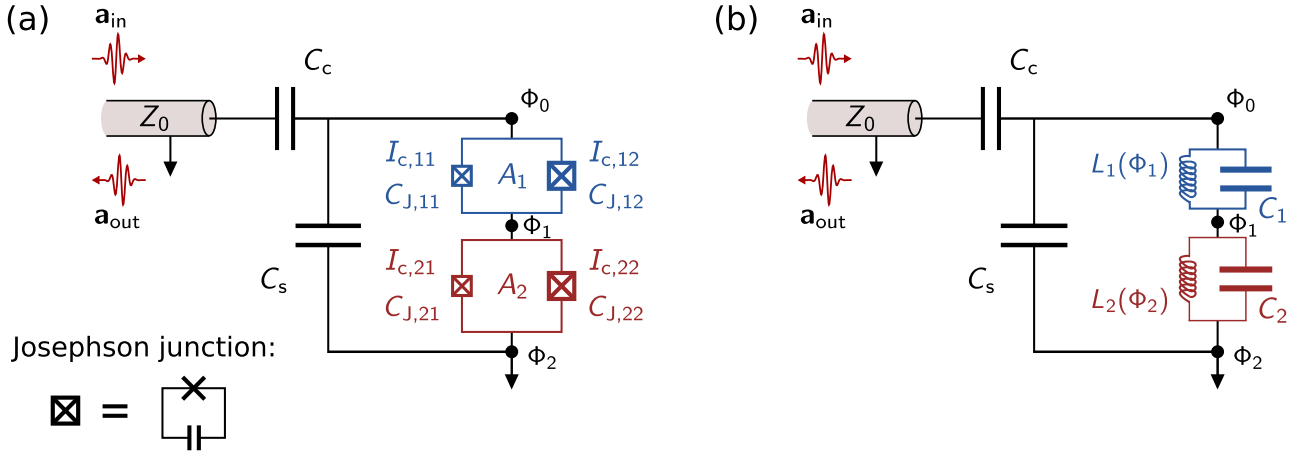 (a)
a_in
C_c
Φ_0
Z_0
I_c,11
I_c,12
A_1
C_J,11
C_J,12
a_out
Φ_1
I_c,21
I_c,22
C_s
A_2
C_J,21
C_J,22
Φ_2
Josephson junction:
=
(b)
a_in
C_c
Φ_0
Z_0
L_1(Φ_1)
C_1
a_out
Φ_1
C_s
L_2(Φ_2)
C_2
Φ_2